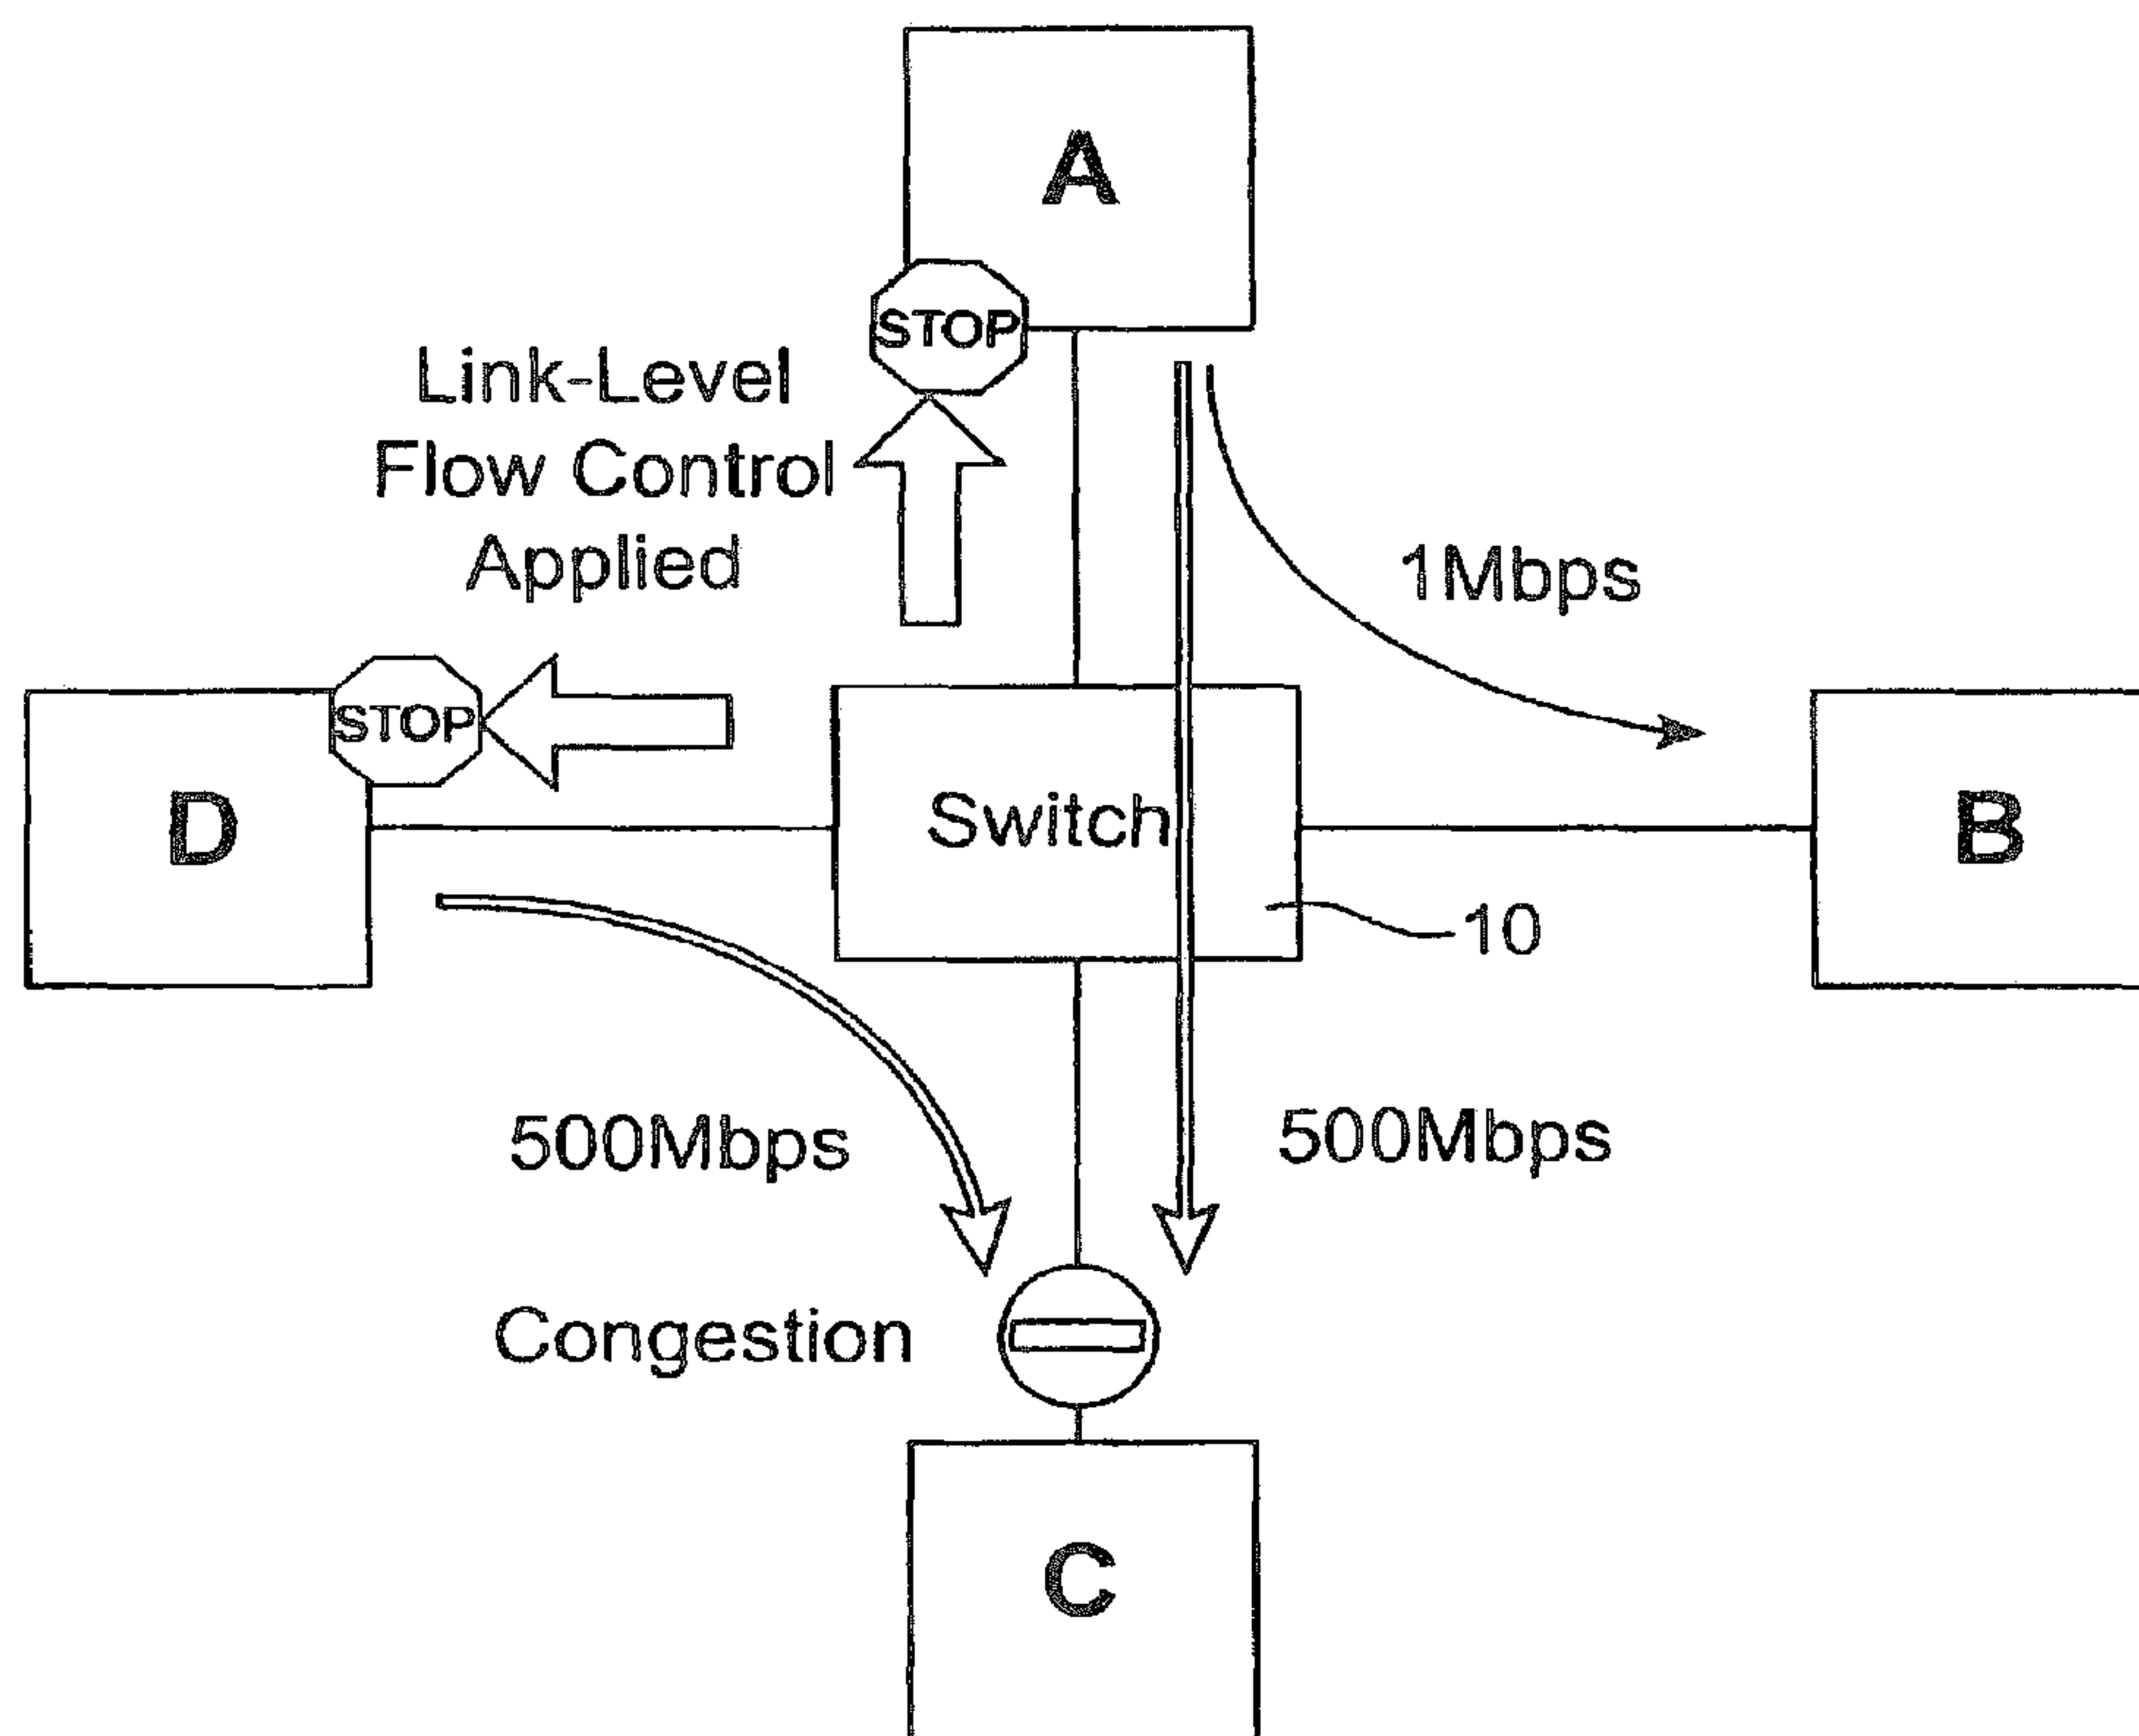 A
STOP
Link-Level
Flow Control
Applied
1Mbps
STOP
D
Switch
B
10
500Mbps
500Mbps
Congestion
C